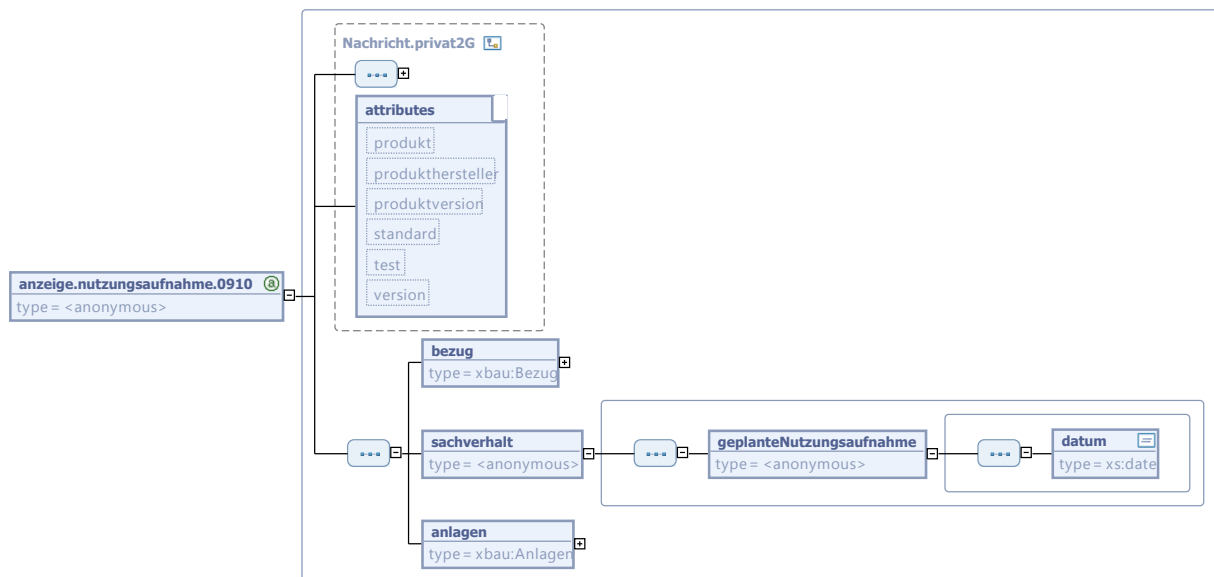 Nachricht.privat2G
attributes
produkt
produkthersteller
produktversion
standard
test
version
anzeige.nutzungsaufnahme.0910 a
type = <anonymous>
bezug
type = xbau:Bezug
sachverhalt
type = <anonymous>
geplanteNutzungsaufnahme
type = <anonymous>
datum
type = xs:date
anlagen
type = xbau:Anlagen